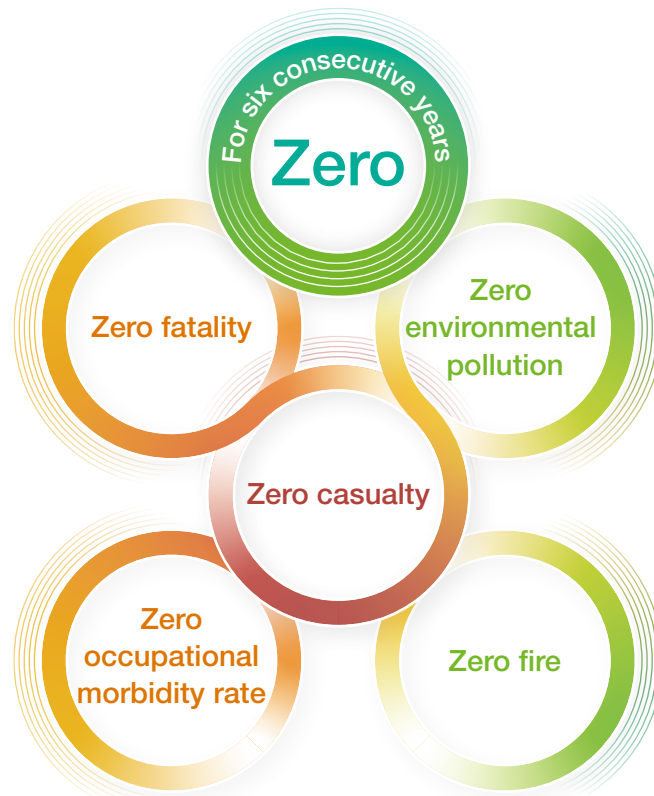 For six consecutive years
Zero
Zero fatality
Zero
environmental
pollution
Zero casualty
Zero
occupational
morbidity rate
Zero fire